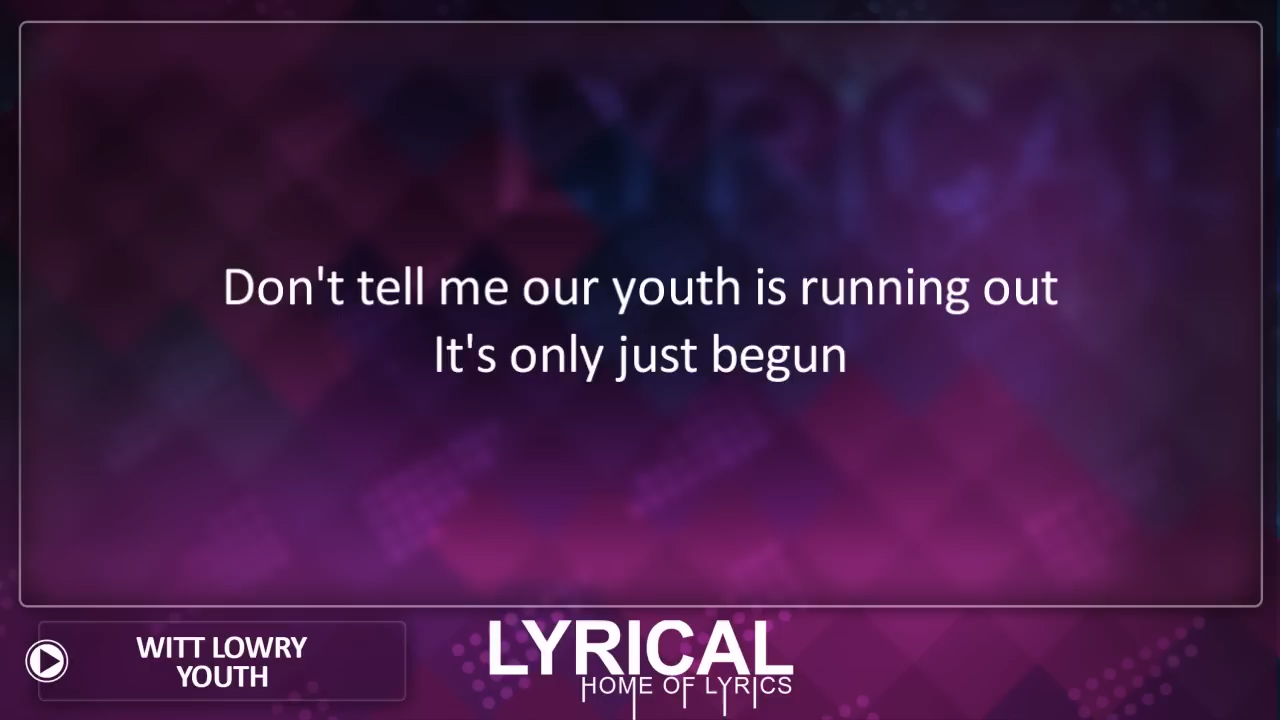 LYRICAL
Don't tell me our youth is running out
It's only just begun
WITT LOWRY
YOUTH
LYRICAL
HOME OF LYRICS